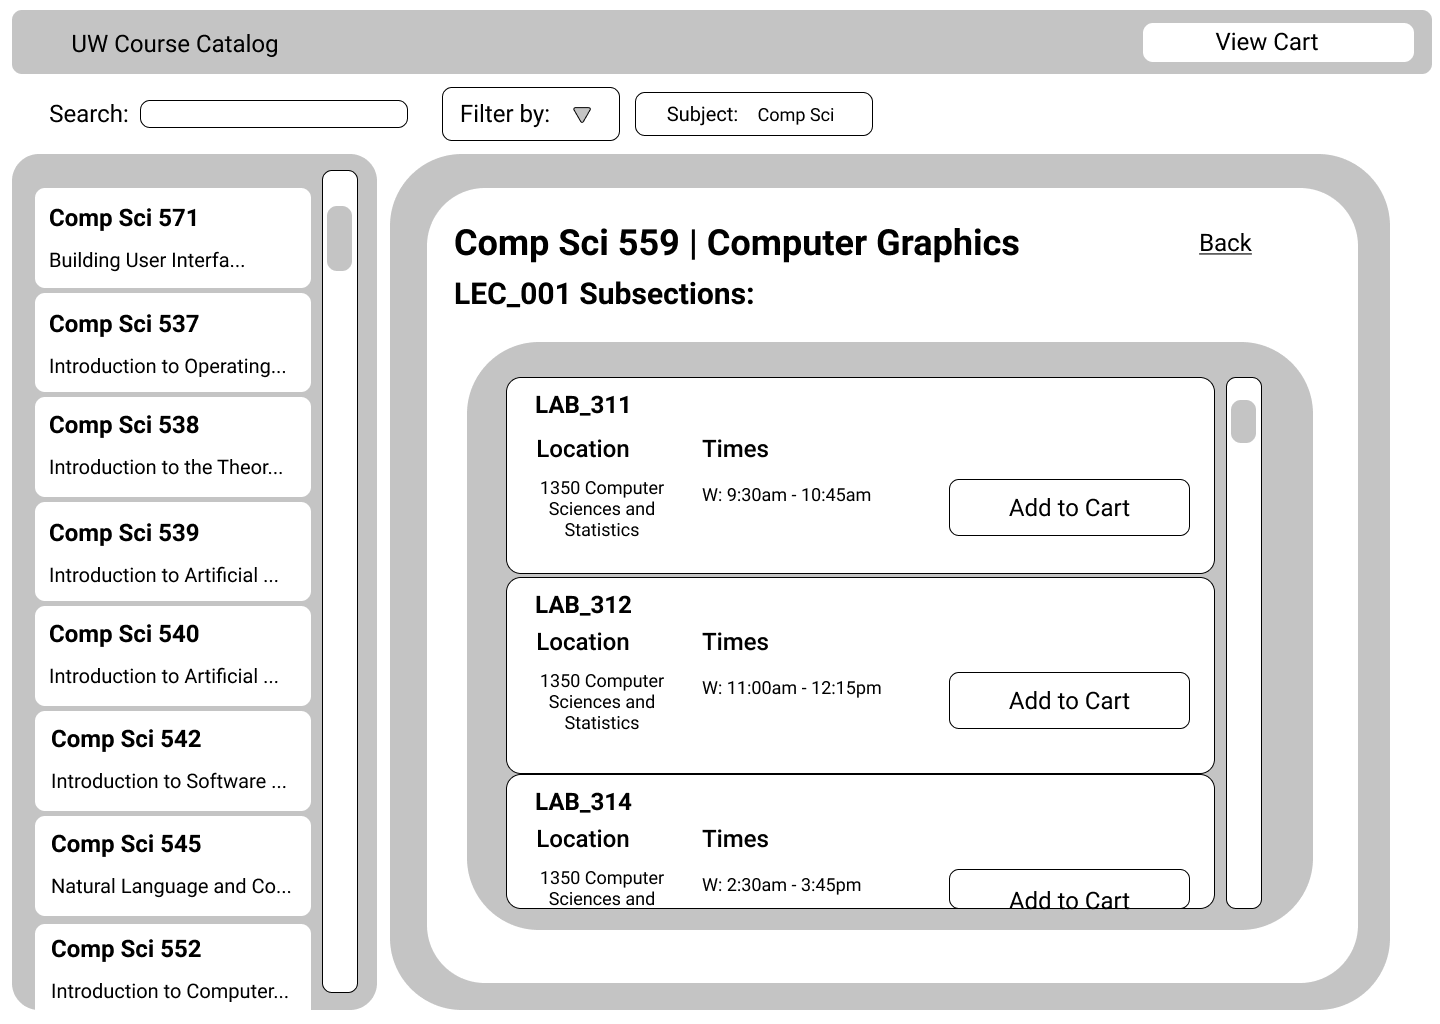 UW Course Catalog
View Cart
Search:
Filter by:
Subject: Comp Sci
Comp Sci 571
Building User Interfa...
Comp Sci 537
Introduction to Operating...
Comp Sci 538
Introduction to the Theor...
Comp Sci 539
Introduction to Artificial ...
Comp Sci 540
Introduction to Artificial ...
Comp Sci 542
Introduction to Software ...
Comp Sci 545
Natural Language and Co...
Comp Sci 552
Introduction to Computer...
Comp Sci 559 | Computer Graphics
Back
LEC_001 Subsections:
LAB_311
Location
Times
1350 Computer
Sciences and
Statistics
W: 9:30am - 10:45am
Add to Cart
LAB_312
Location
Times
1350 Computer
Sciences and
Statistics
W: 11:00am - 12:15pm
Add to Cart
LAB_314
Location
Times
1350 Computer
Sciences and
W: 2:30am - 3:45pm
Add to Cart